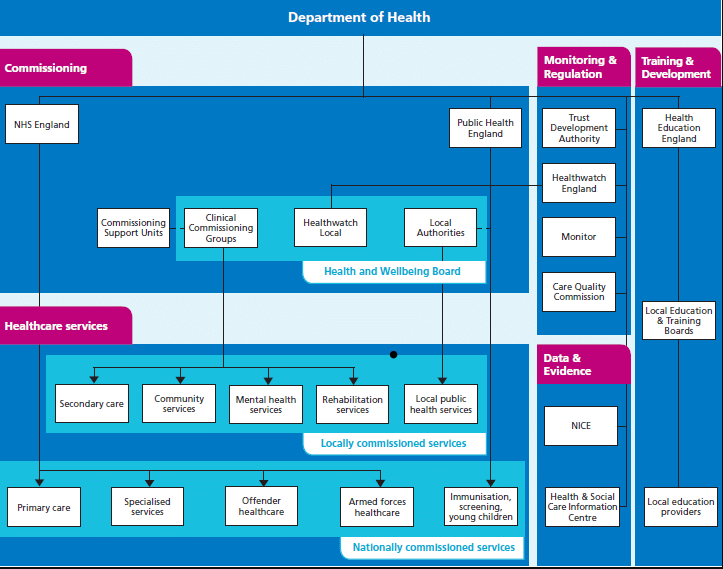 Department of Health
Commissioning
Monitoring &
Regulation
Training &
Development
NHS England
Public Health
England
Trust
Development
Authority
Health
Education
England
Healthwatch
England
Commissioning
Support Units
Clinical
Commissioning
Groups
Healthwatch
Local
Local
Authorities
Monitor
Health and Wellbeing Board
Care Quality
Commission
Local Education
& Training
Boards
Healthcare services
Data &
Evidence
Secondary care
Community
services
Mental health
services
Rehabilitation
services
Local public
health services
NICE
Locally commissioned services
Primary care
Specialised
services
Offender
healthcare
Armed forces
healthcare
Immunisation,
screening,
young children
Health & Social
Care Information
Centre
Local education
providers
Nationally commissioned services